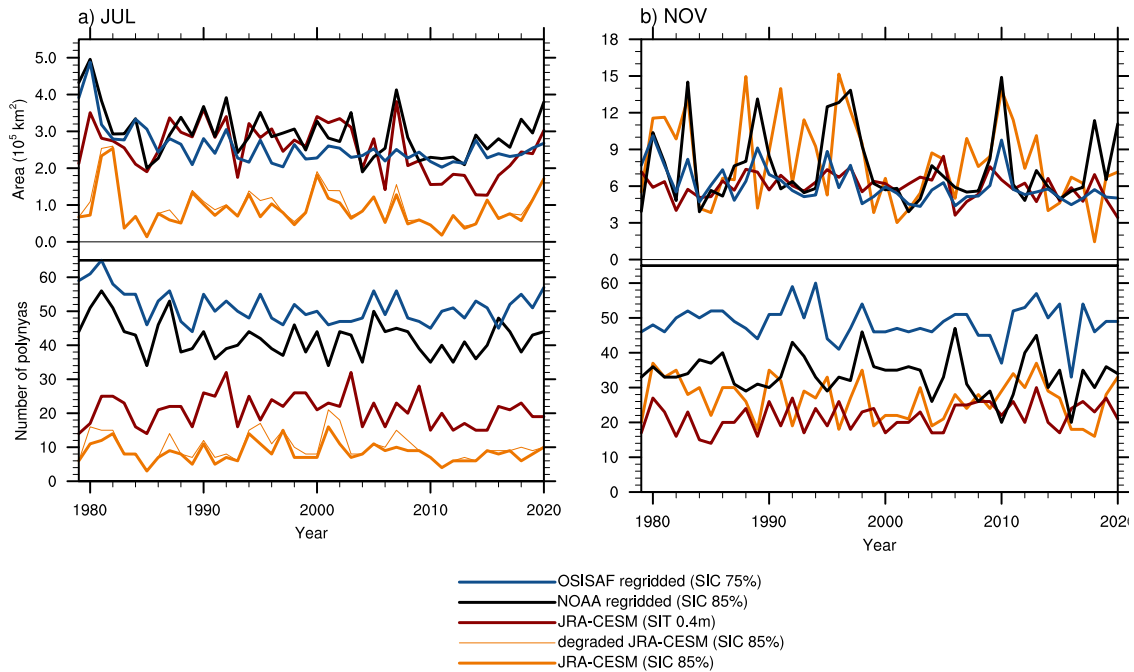 a) JUL
b) NOV
5.0
4.0
3.0
2.0
1.0
0.0
Area (10⁵ km²)
18
15
12
9
6
3
0
60
50
40
30
20
10
0
Number of polynyas
60
50
40
30
20
10
0
1980 1990 2000 2010 2020
Year
1980 1990 2000 2010 2020
Year
OSISAF regridded (SIC 75%)
NOAA regridded (SIC 85%)
JRA-CESM (SIT 0.4m)
degraded JRA-CESM (SIC 85%)
JRA-CESM (SIC 85%)